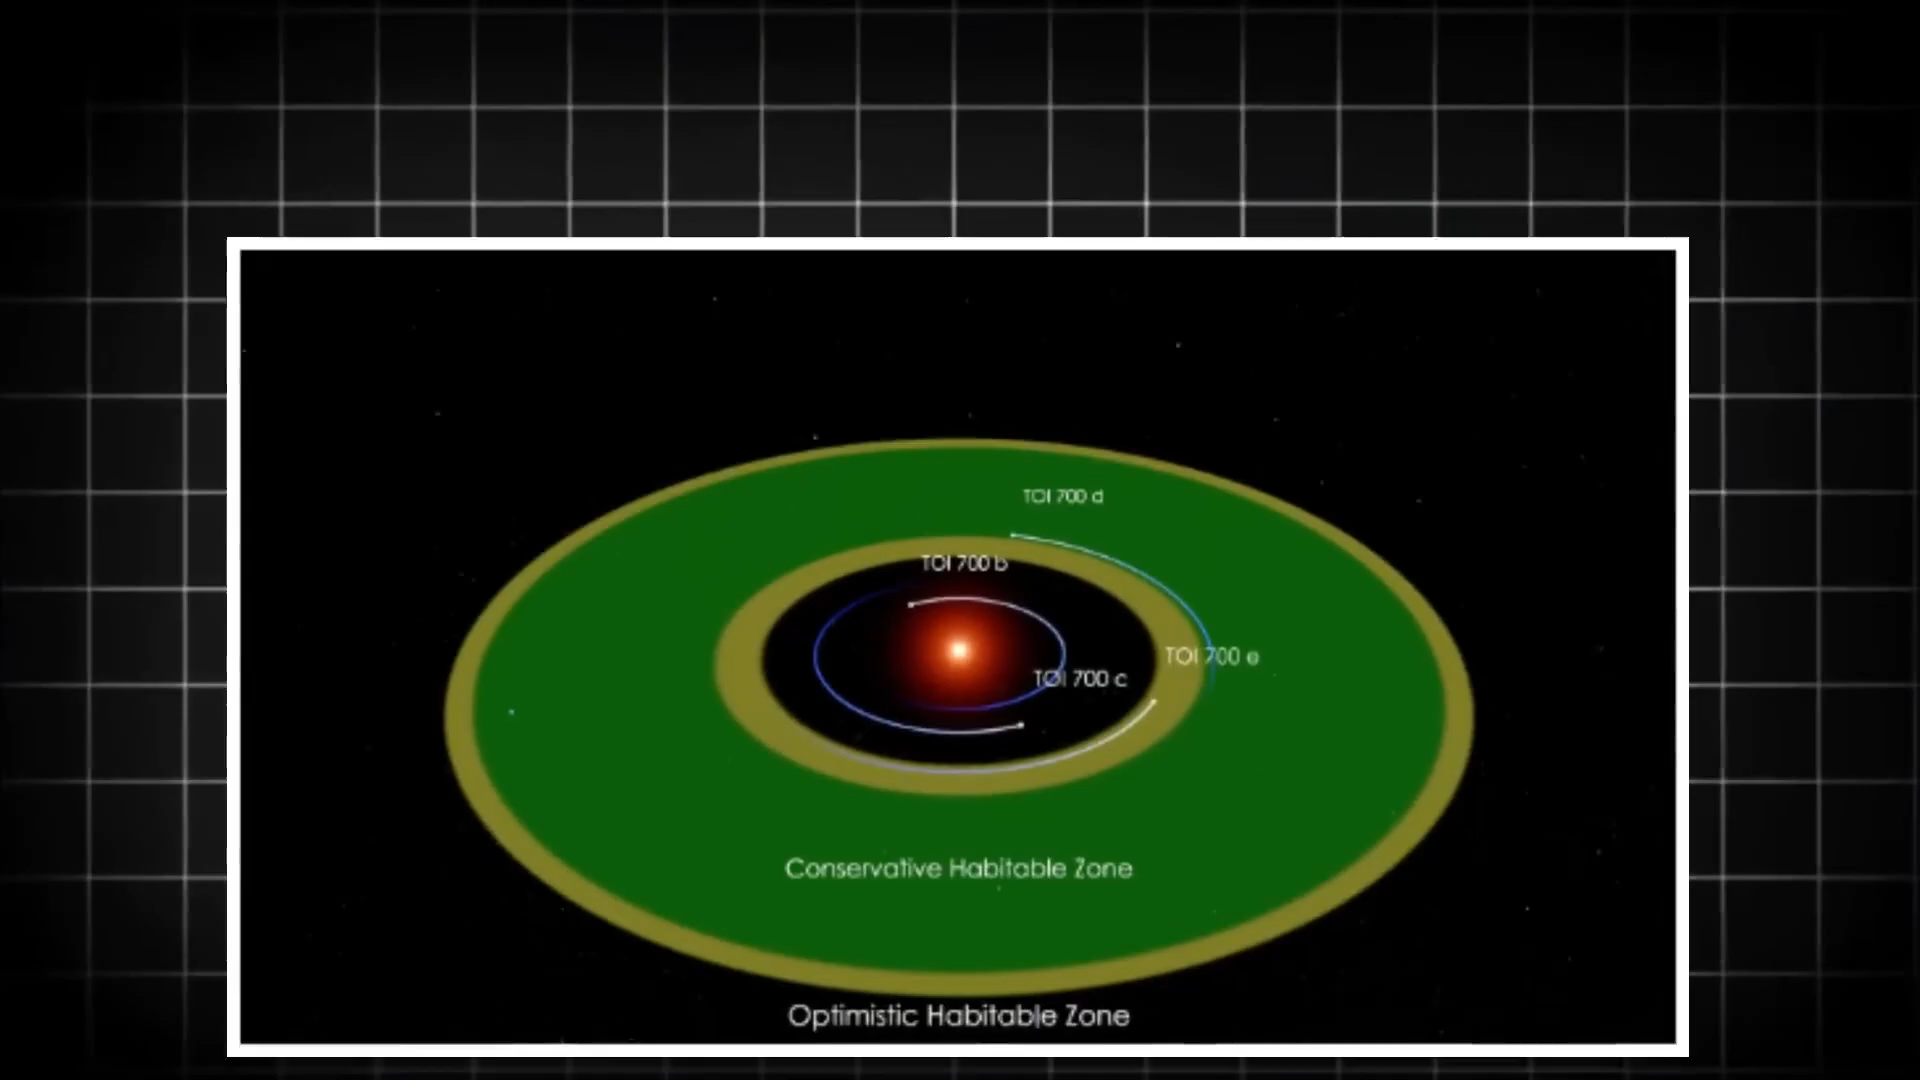 TOI 700 d
TOI 700 b
TOI 700 e
TOI 700 c
Conservative Habitable Zone
Optimistic Habitable Zone